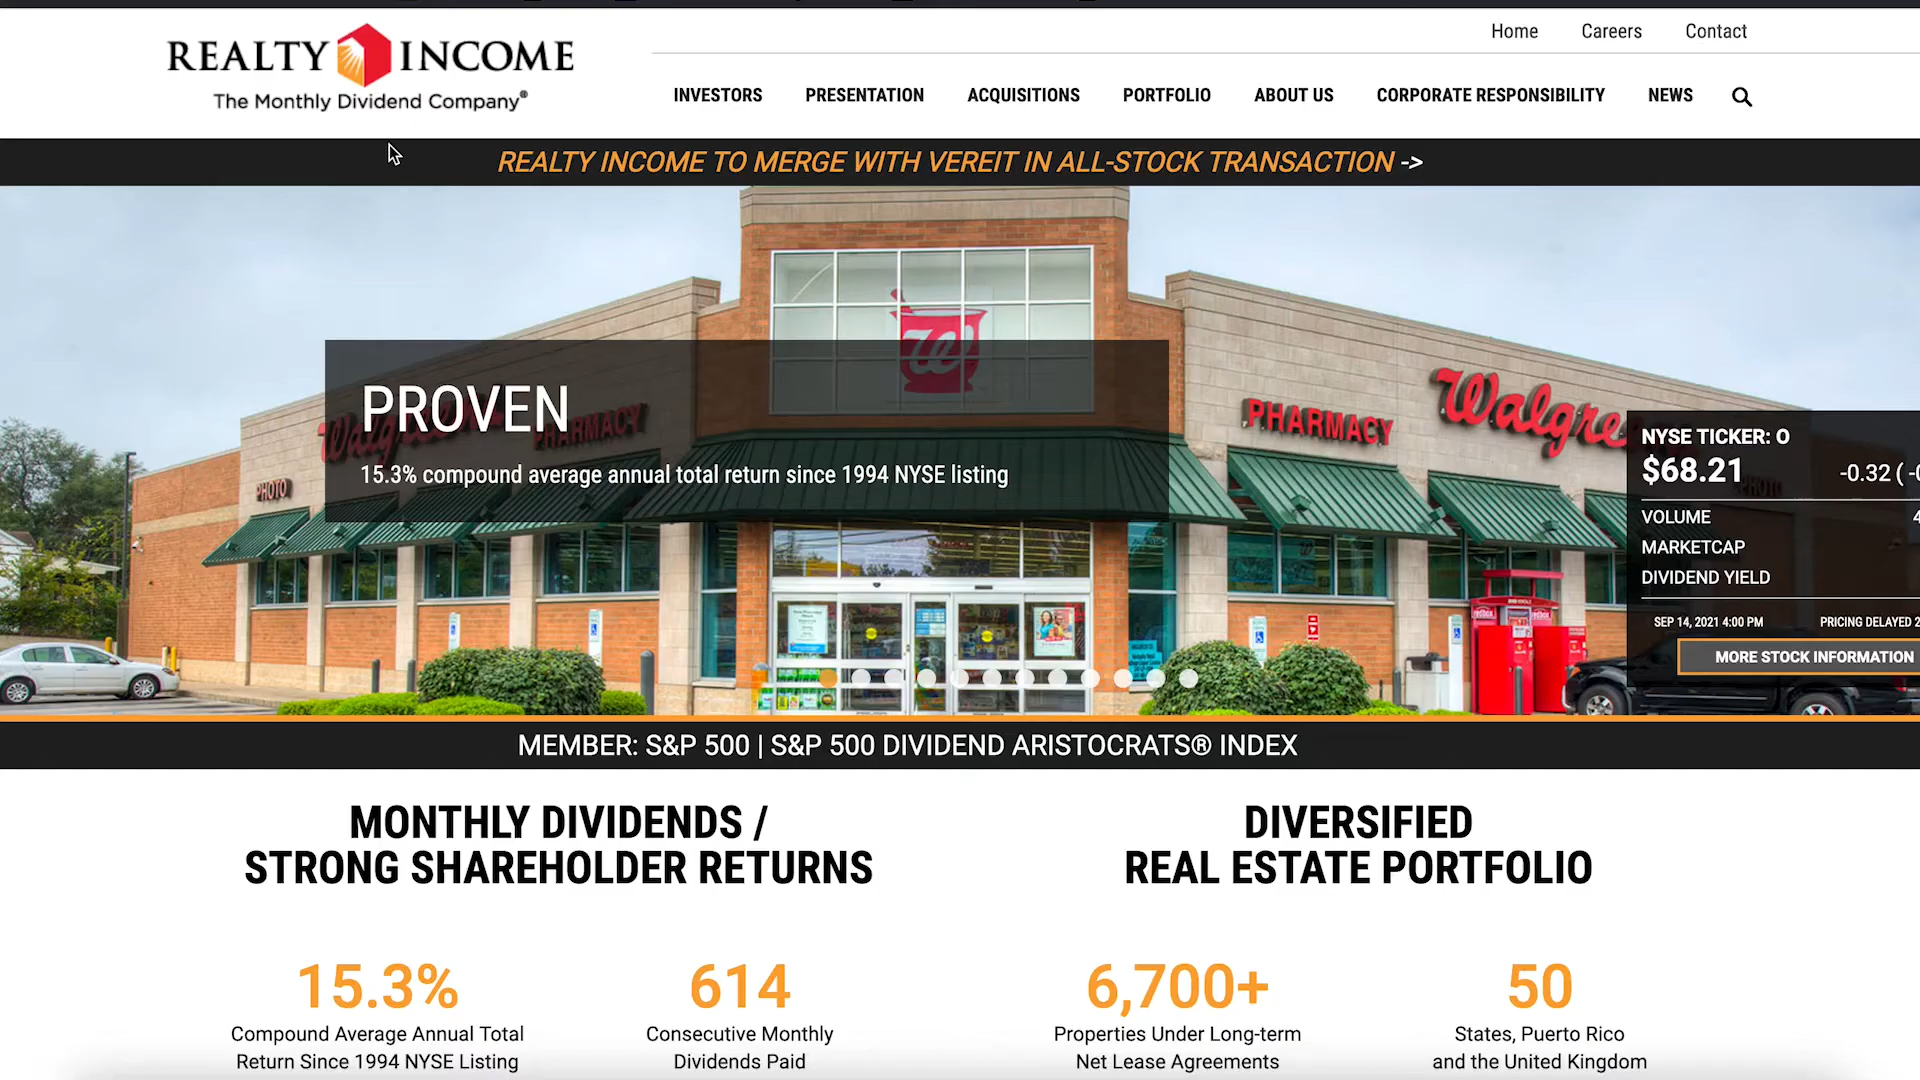 REALTY INCOME
The Monthly Dividend Company®
Home Careers Contact
INVESTORS PRESENTATION ACQUISITIONS PORTFOLIO ABOUT US CORPORATE RESPONSIBILITY NEWS
REALTY INCOME TO MERGE WITH VEREIT IN ALL-STOCK TRANSACTION ->
PROVEN
15.3% compound average annual total return since 1994 NYSE listing
W
PHARMACY
Walgre
PHARMACY
PHOTO
NYSE TICKER: O
$68.21 -0.32 (
VOLUME
MARKETCAP
DIVIDEND YIELD
SEP 14, 2021 4:00 PM PRICING DELAYED 2
MORE STOCK INFORMATION
redbox
MEMBER: S&P 500 | S&P 500 DIVIDEND ARISTOCRATS® INDEX
MONTHLY DIVIDENDS /
STRONG SHAREHOLDER RETURNS
DIVERSIFIED
REAL ESTATE PORTFOLIO
15.3%
Compound Average Annual Total
Return Since 1994 NYSE Listing
614
Consecutive Monthly
Dividends Paid
6,700+
Properties Under Long-term
Net Lease Agreements
50
States, Puerto Rico
and the United Kingdom